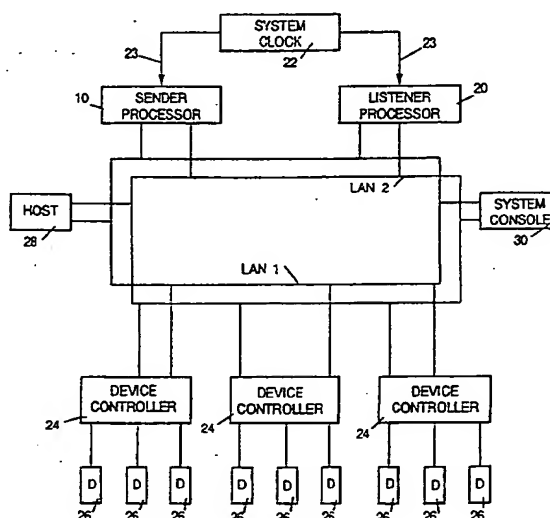 SYSTEM
CLOCK
22
23
23
10
SENDER
PROCESSOR
LISTENER
PROCESSOR
20
LAN 2
HOST
28
SYSTEM
CONSOLE
30
LAN 1
DEVICE
CONTROLLER
24
DEVICE
CONTROLLER
24
DEVICE
CONTROLLER
24
D D D D D D D D D
26 26 26 26 26 26 26 26 26